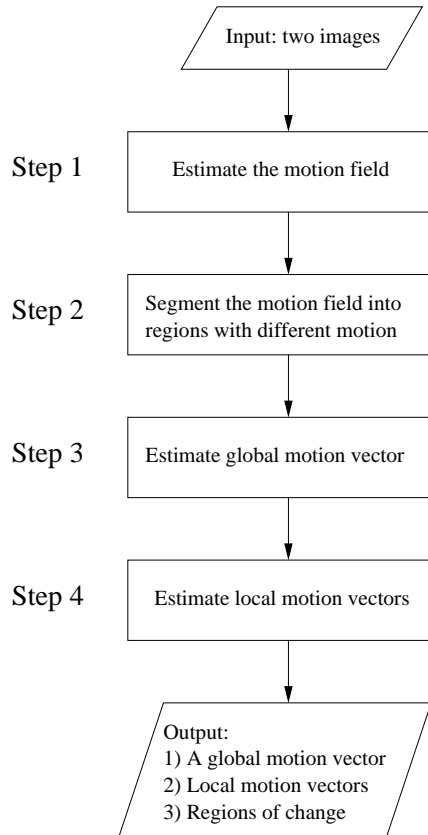 Input: two images
Step 1
Estimate the motion field
Step 2
Segment the motion field into
regions with different motion
Step 3
Estimate global motion vector
Step 4
Estimate local motion vectors
Output:
1) A global motion vector
2) Local motion vectors
3) Regions of change